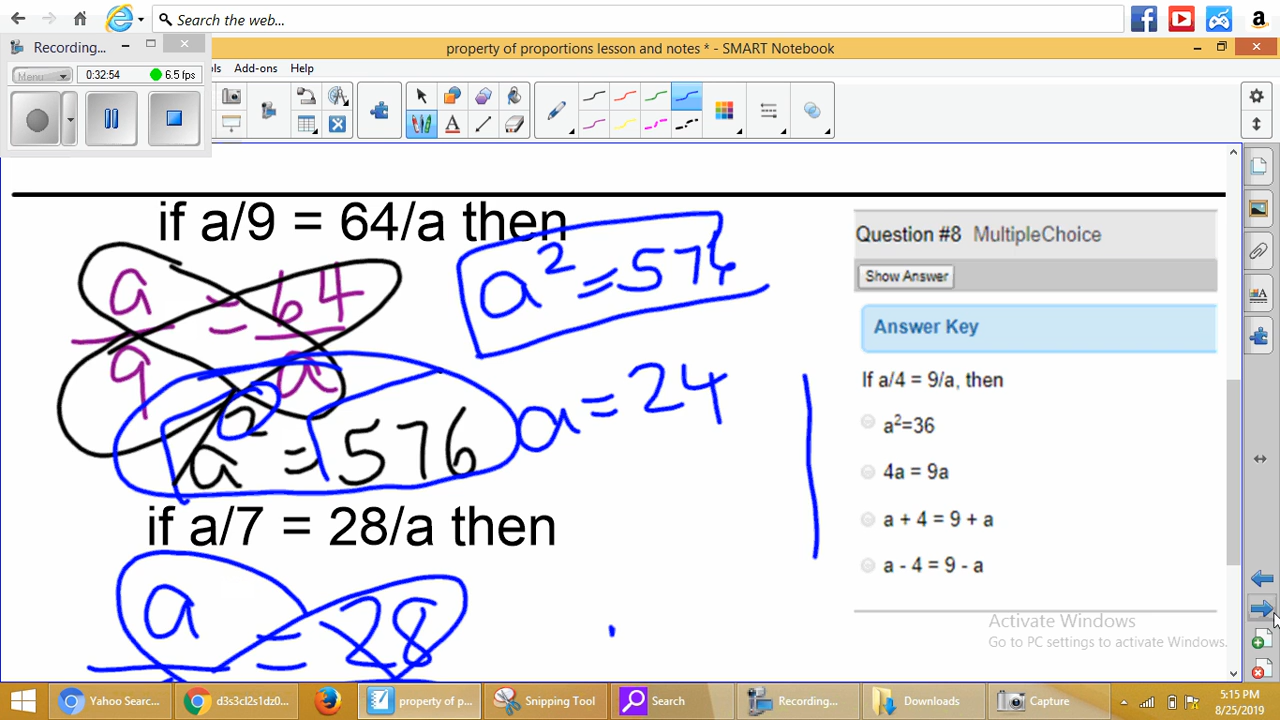 Search the web...
Recording...
property of proportions lesson and notes * - SMART Notebook
Menu
0:32:54
6.5 fps
ols
Add-ons
Help
if a/9 = 64/a then
a/9 = 64/a
a² = 576
a² = 576
a = 24
if a/7 = 28/a then
a = 28
Question #8 MultipleChoice
Show Answer
Answer Key
If a/4 = 9/a, then
a²=36
4a = 9a
a + 4 = 9 + a
a - 4 = 9 - a
Activate Windows
Go to PC settings to activate Windows.
Yahoo Searc...
d3s3cl2s1dz0...
property of p...
Snipping Tool
Search
Recording...
Downloads
Capture
5:15 PM
8/25/2019